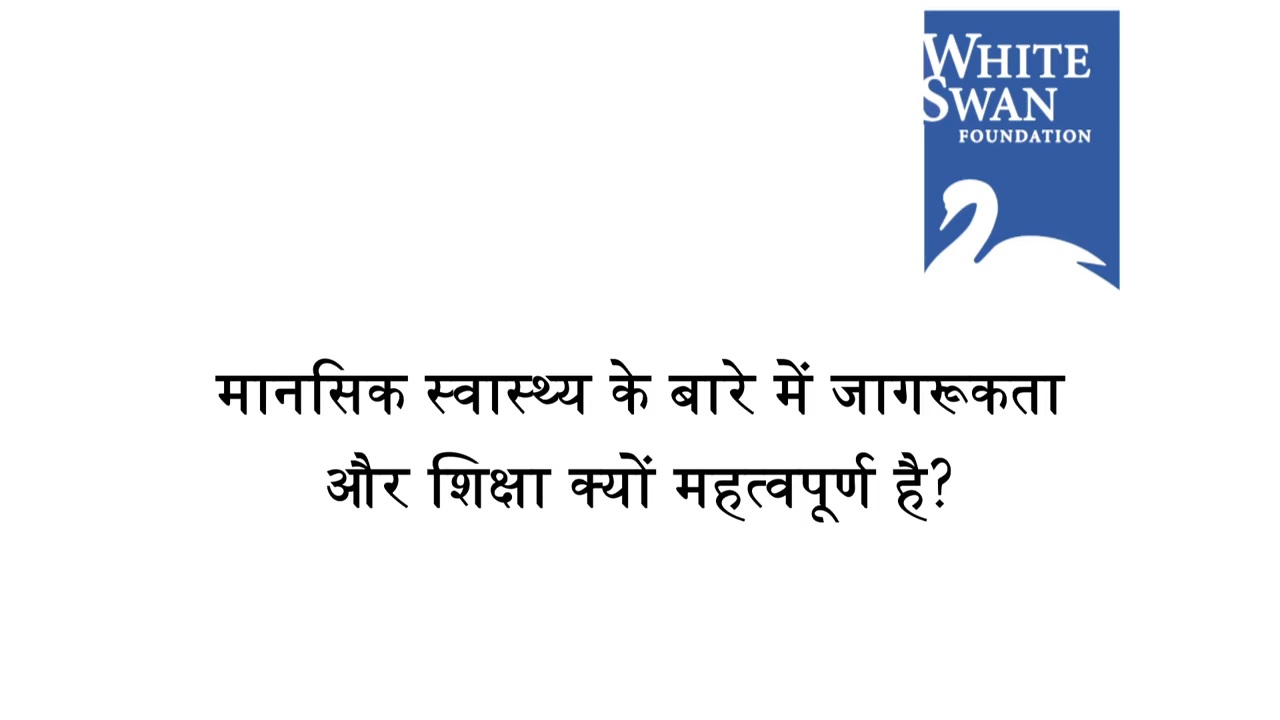 WHITE
SWAN
FOUNDATION
मानसिक स्वास्थ्य के बारे में जागरूकता
और शिक्षा क्यों महत्वपूर्ण है?